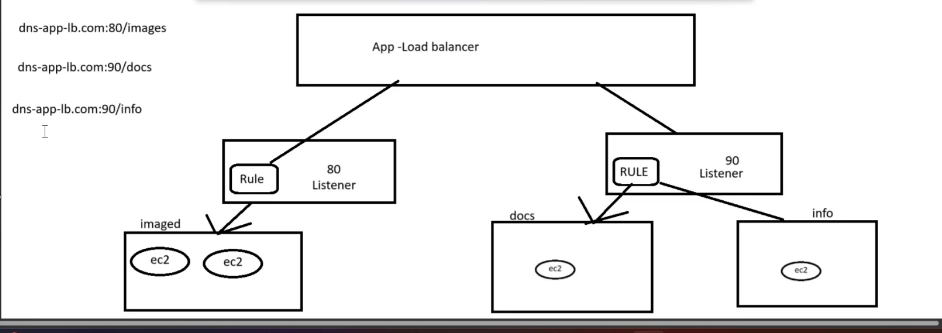 dns-app-lb.com:80/images
dns-app-lb.com:90/docs
dns-app-lb.com:90/info
App -Load balancer
Rule
80
Listener
RULE
90
Listener
imaged
ec2
ec2
docs
ec2
info
ec2